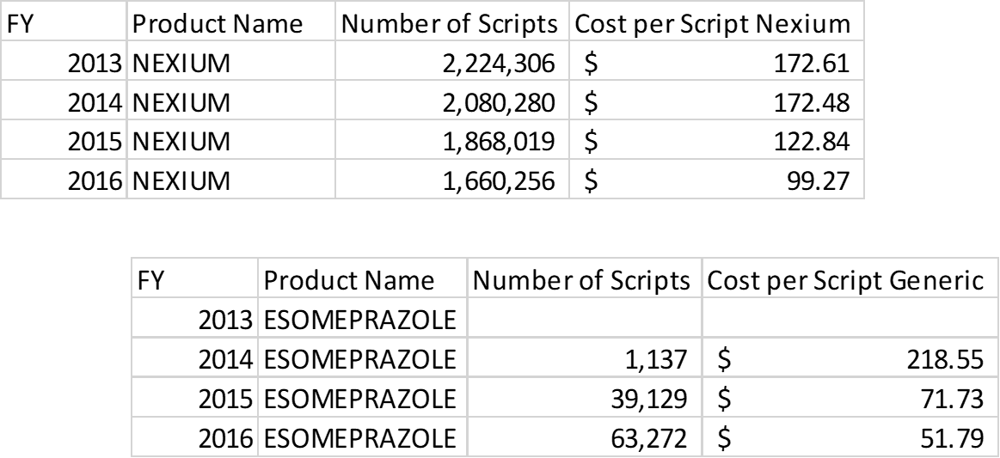 FY Product Name Number of Scripts Cost per Script Nexium
2013 NEXIUM 2,224,306 $ 172.61
2014 NEXIUM 2,080,280 $ 172.48
2015 NEXIUM 1,868,019 $ 122.84
2016 NEXIUM 1,660,256 $ 99.27
FY Product Name Number of Scripts Cost per Script Generic
2013 ESOMEPRAZOLE
2014 ESOMEPRAZOLE 1,137 $ 218.55
2015 ESOMEPRAZOLE 39,129 $ 71.73
2016 ESOMEPRAZOLE 63,272 $ 51.79